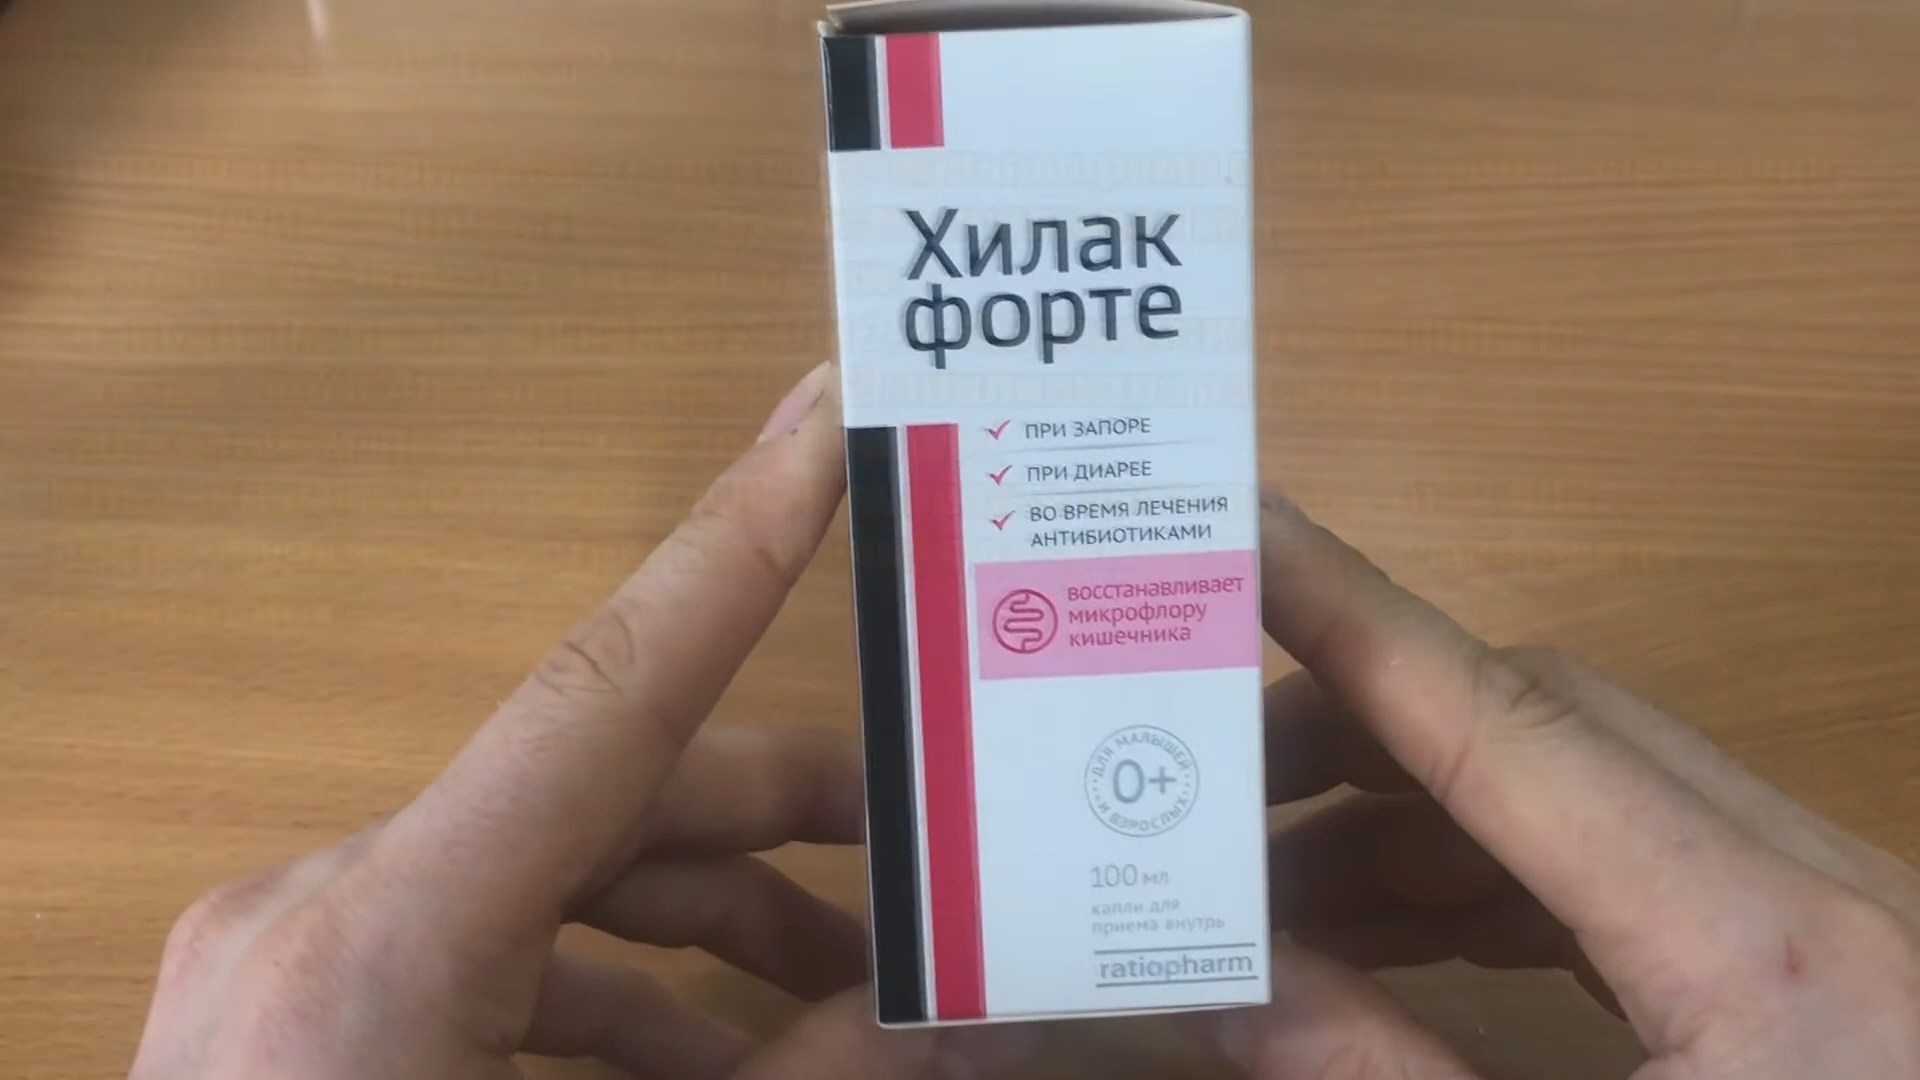 Хилак
форте
ПРИ ЗАПОРЕ
ПРИ ДИАРЕЕ
ВО ВРЕМЯ ЛЕЧЕНИЯ
АНТИБИОТИКАМИ
восстанавливает
микрофлору
кишечника
ДЛЯ МАЛЫШЕЙ
0+
И ВЗРОСЛЫХ
100 мл
капли для
приема внутрь
ratiopharm